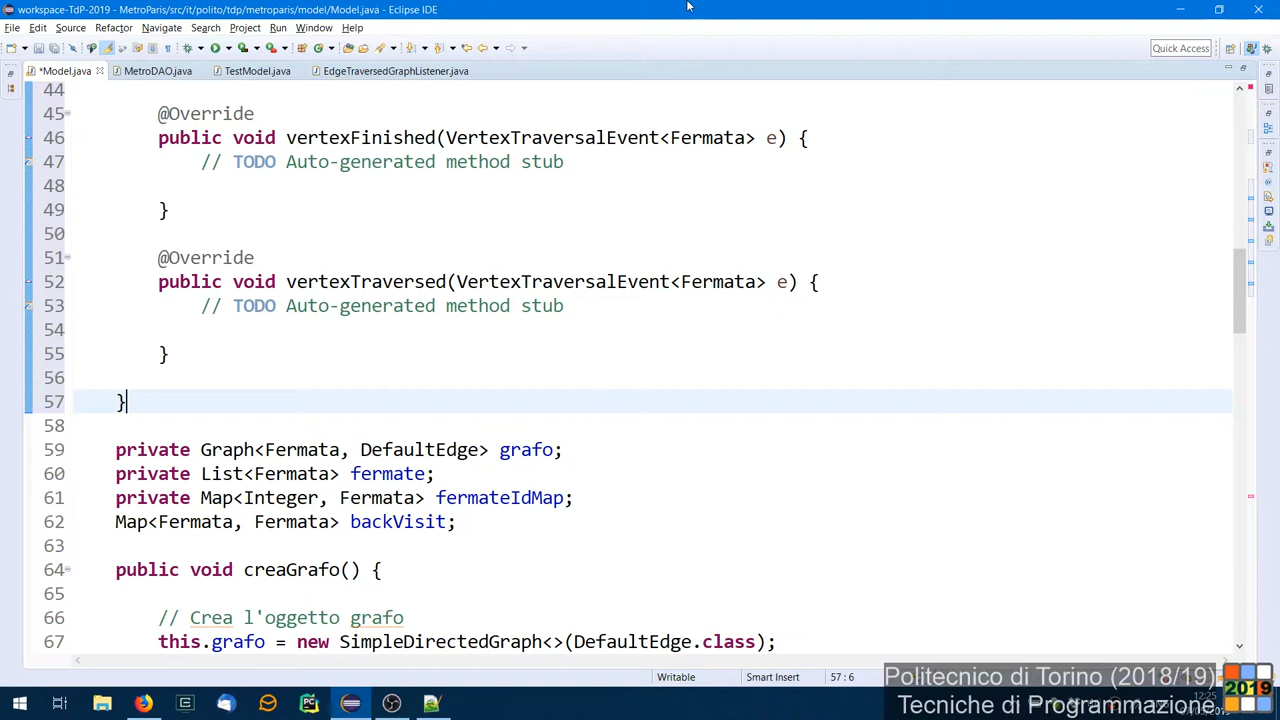 workspace-TdP-2019 - MetroParis/src/it/polito/tdp/metroparis/model/Model.java - Eclipse IDE
File Edit Source Refactor Navigate Search Project Run Window Help
Quick Access
*Model.java MetroDAO.java TestModel.java EdgeTraversedGraphListener.java
44
45 @Override
46 public void vertexFinished(VertexTraversalEvent<Fermata> e) {
47 // TODO Auto-generated method stub
48
49 }
50
51 @Override
52 public void vertexTraversed(VertexTraversalEvent<Fermata> e) {
53 // TODO Auto-generated method stub
54
55 }
56
57 }
58
59 private Graph<Fermata, DefaultEdge> grafo;
60 private List<Fermata> fermate;
61 private Map<Integer, Fermata> fermateIdMap;
62 Map<Fermata, Fermata> backVisit;
63
64 public void creaGrafo() {
65
66 // Crea l'oggetto grafo
67 this.grafo = new SimpleDirectedGraph<>(DefaultEdge.class);
Writable Smart Insert 57 : 6
Politecnico di Torino (2018/19)
Tecniche di Programmazione
2019
12:25